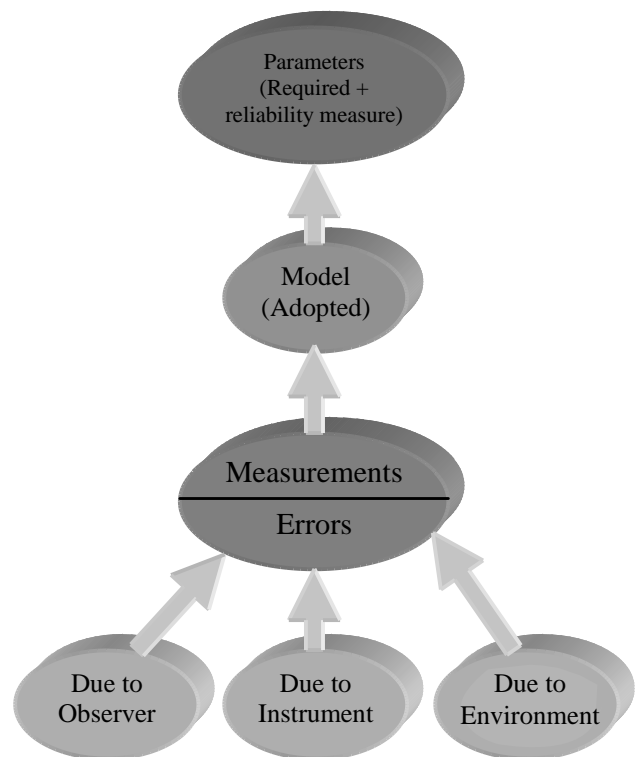 Parameters
(Required +
reliability measure)
Model
(Adopted)
Measurements
Errors
Due to
Observer
Due to
Instrument
Due to
Environment